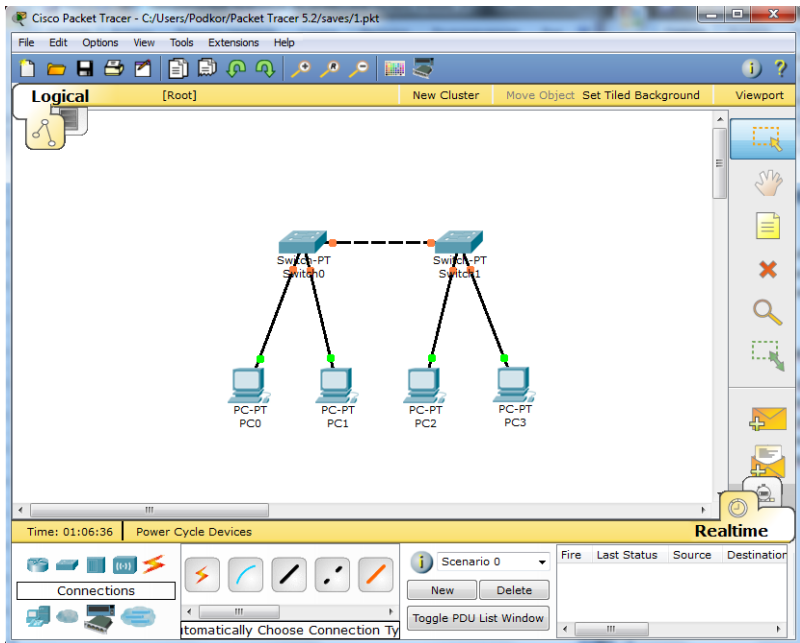 Cisco Packet Tracer - C:/Users/Podkor/Packet Tracer 5.2/saves/1.pkt
File Edit Options View Tools Extensions Help
Logical [Root] New Cluster Move Object Set Tiled Background Viewport
Switch-PT
Switch0
Switch-PT
Switch1
PC-PT
PC0
PC-PT
PC1
PC-PT
PC2
PC-PT
PC3
Time: 01:06:36 Power Cycle Devices Realtime
Connections
itomatically Choose Connection Ty
Scenario 0
New Delete
Toggle PDU List Window
Fire Last Status Source Destination